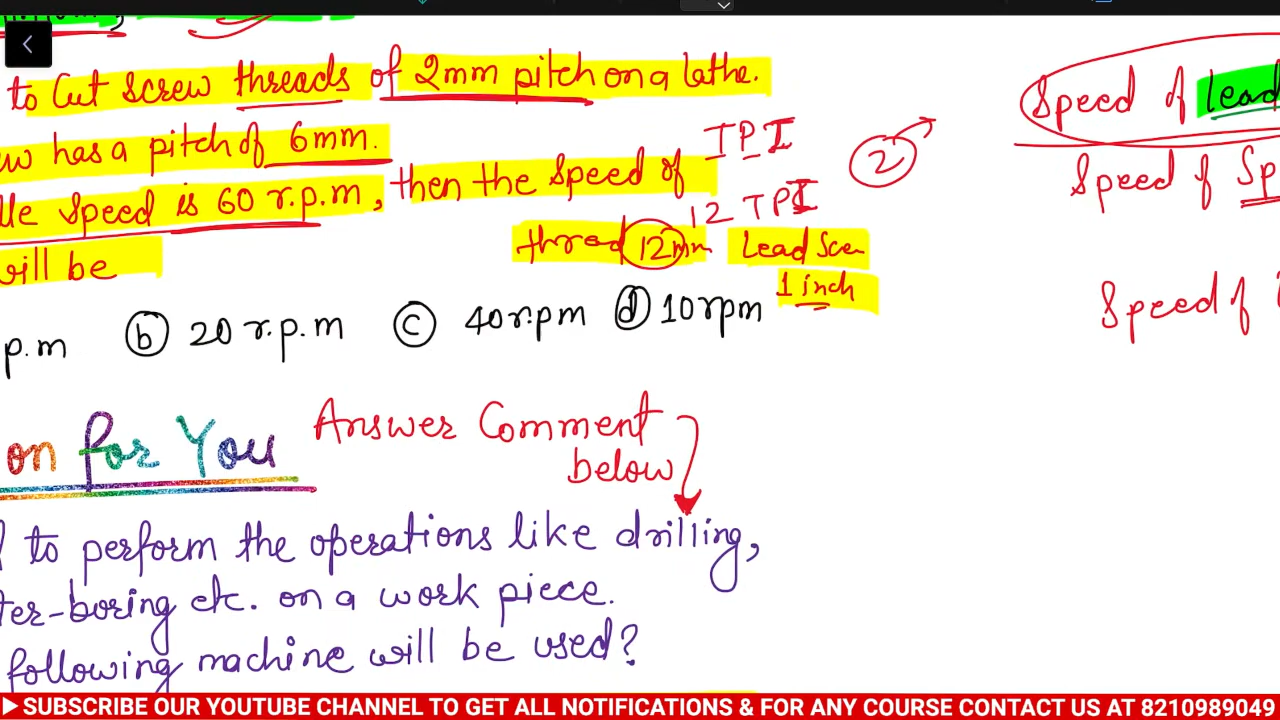 to Cut screw threads of 2mm pitch on a lathe.
ew has a pitch of 6mm.
lle speed is 60 r.p.m, then the speed of
will be
TPI
12 TPI
2
thread 12mm Lead Scre
1 inch
p.m (b) 20 r.p.m (c) 40 r.pm (d) 10 rpm
Speed of lead
Speed of Sp
Speed of
on for You
Answer Comment
below
to perform the operations like drilling,
ter-boring etc. on a work piece.
following machine will be used?
▶ SUBSCRIBE OUR YOUTUBE CHANNEL TO GET ALL NOTIFICATIONS & FOR ANY COURSE CONTACT US AT 8210989049